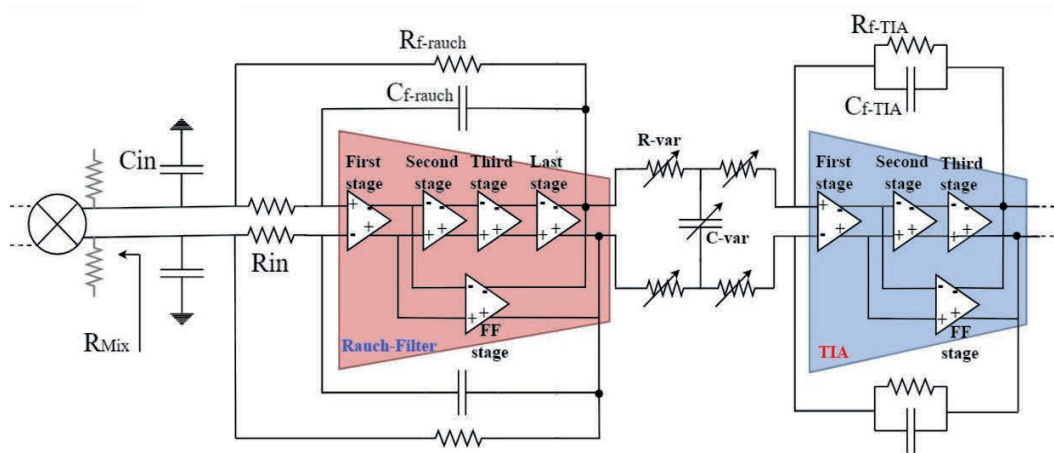 Rf-rauch
Cf-rauch
Rf-TIA
Cf-TIA
Cin
R-var
First stage
Second stage
Third stage
Last stage
First stage
Second stage
Third stage
C-var
Rin
RMix
Rauch-Filter
FF stage
TIA
FF stage